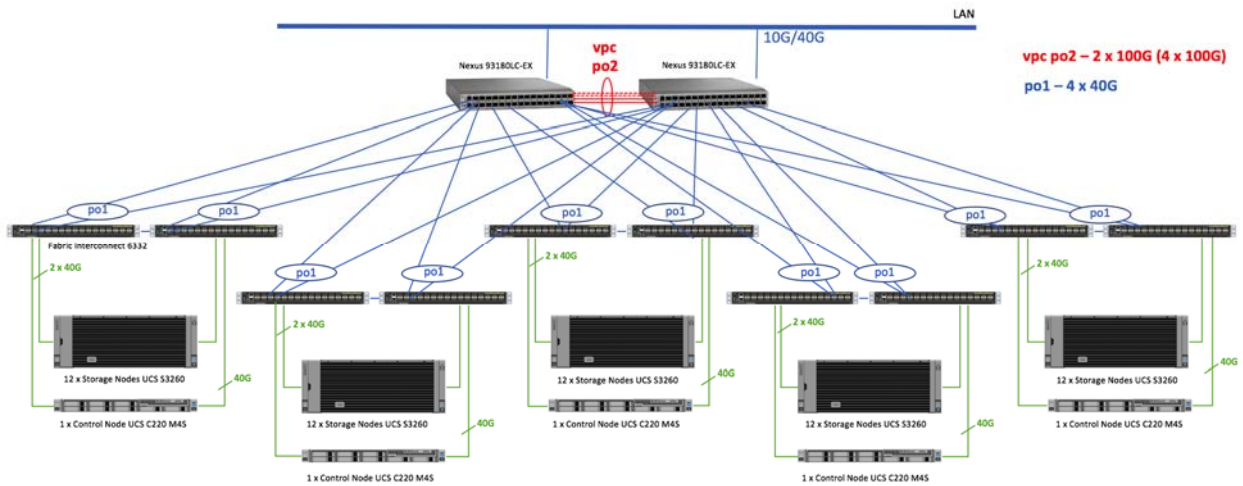 LAN
10G/40G
vpc
po2
Nexus 93180LC-EX
Nexus 93180LC-EX
vpc po2 – 2 x 100G (4 x 100G)
po1 – 4 x 40G
po1
po1
po1
po1
po1
po1
po1
po1
po1
po1
Fabric Interconnect 6332
2 x 40G
2 x 40G
2 x 40G
2 x 40G
2 x 40G
12 x Storage Nodes UCS S3260
12 x Storage Nodes UCS S3260
12 x Storage Nodes UCS S3260
40G
40G
40G
1 x Control Node UCS C220 M4S
1 x Control Node UCS C220 M4S
1 x Control Node UCS C220 M4S
12 x Storage Nodes UCS S3260
12 x Storage Nodes UCS S3260
40G
40G
1 x Control Node UCS C220 M4S
1 x Control Node UCS C220 M4S